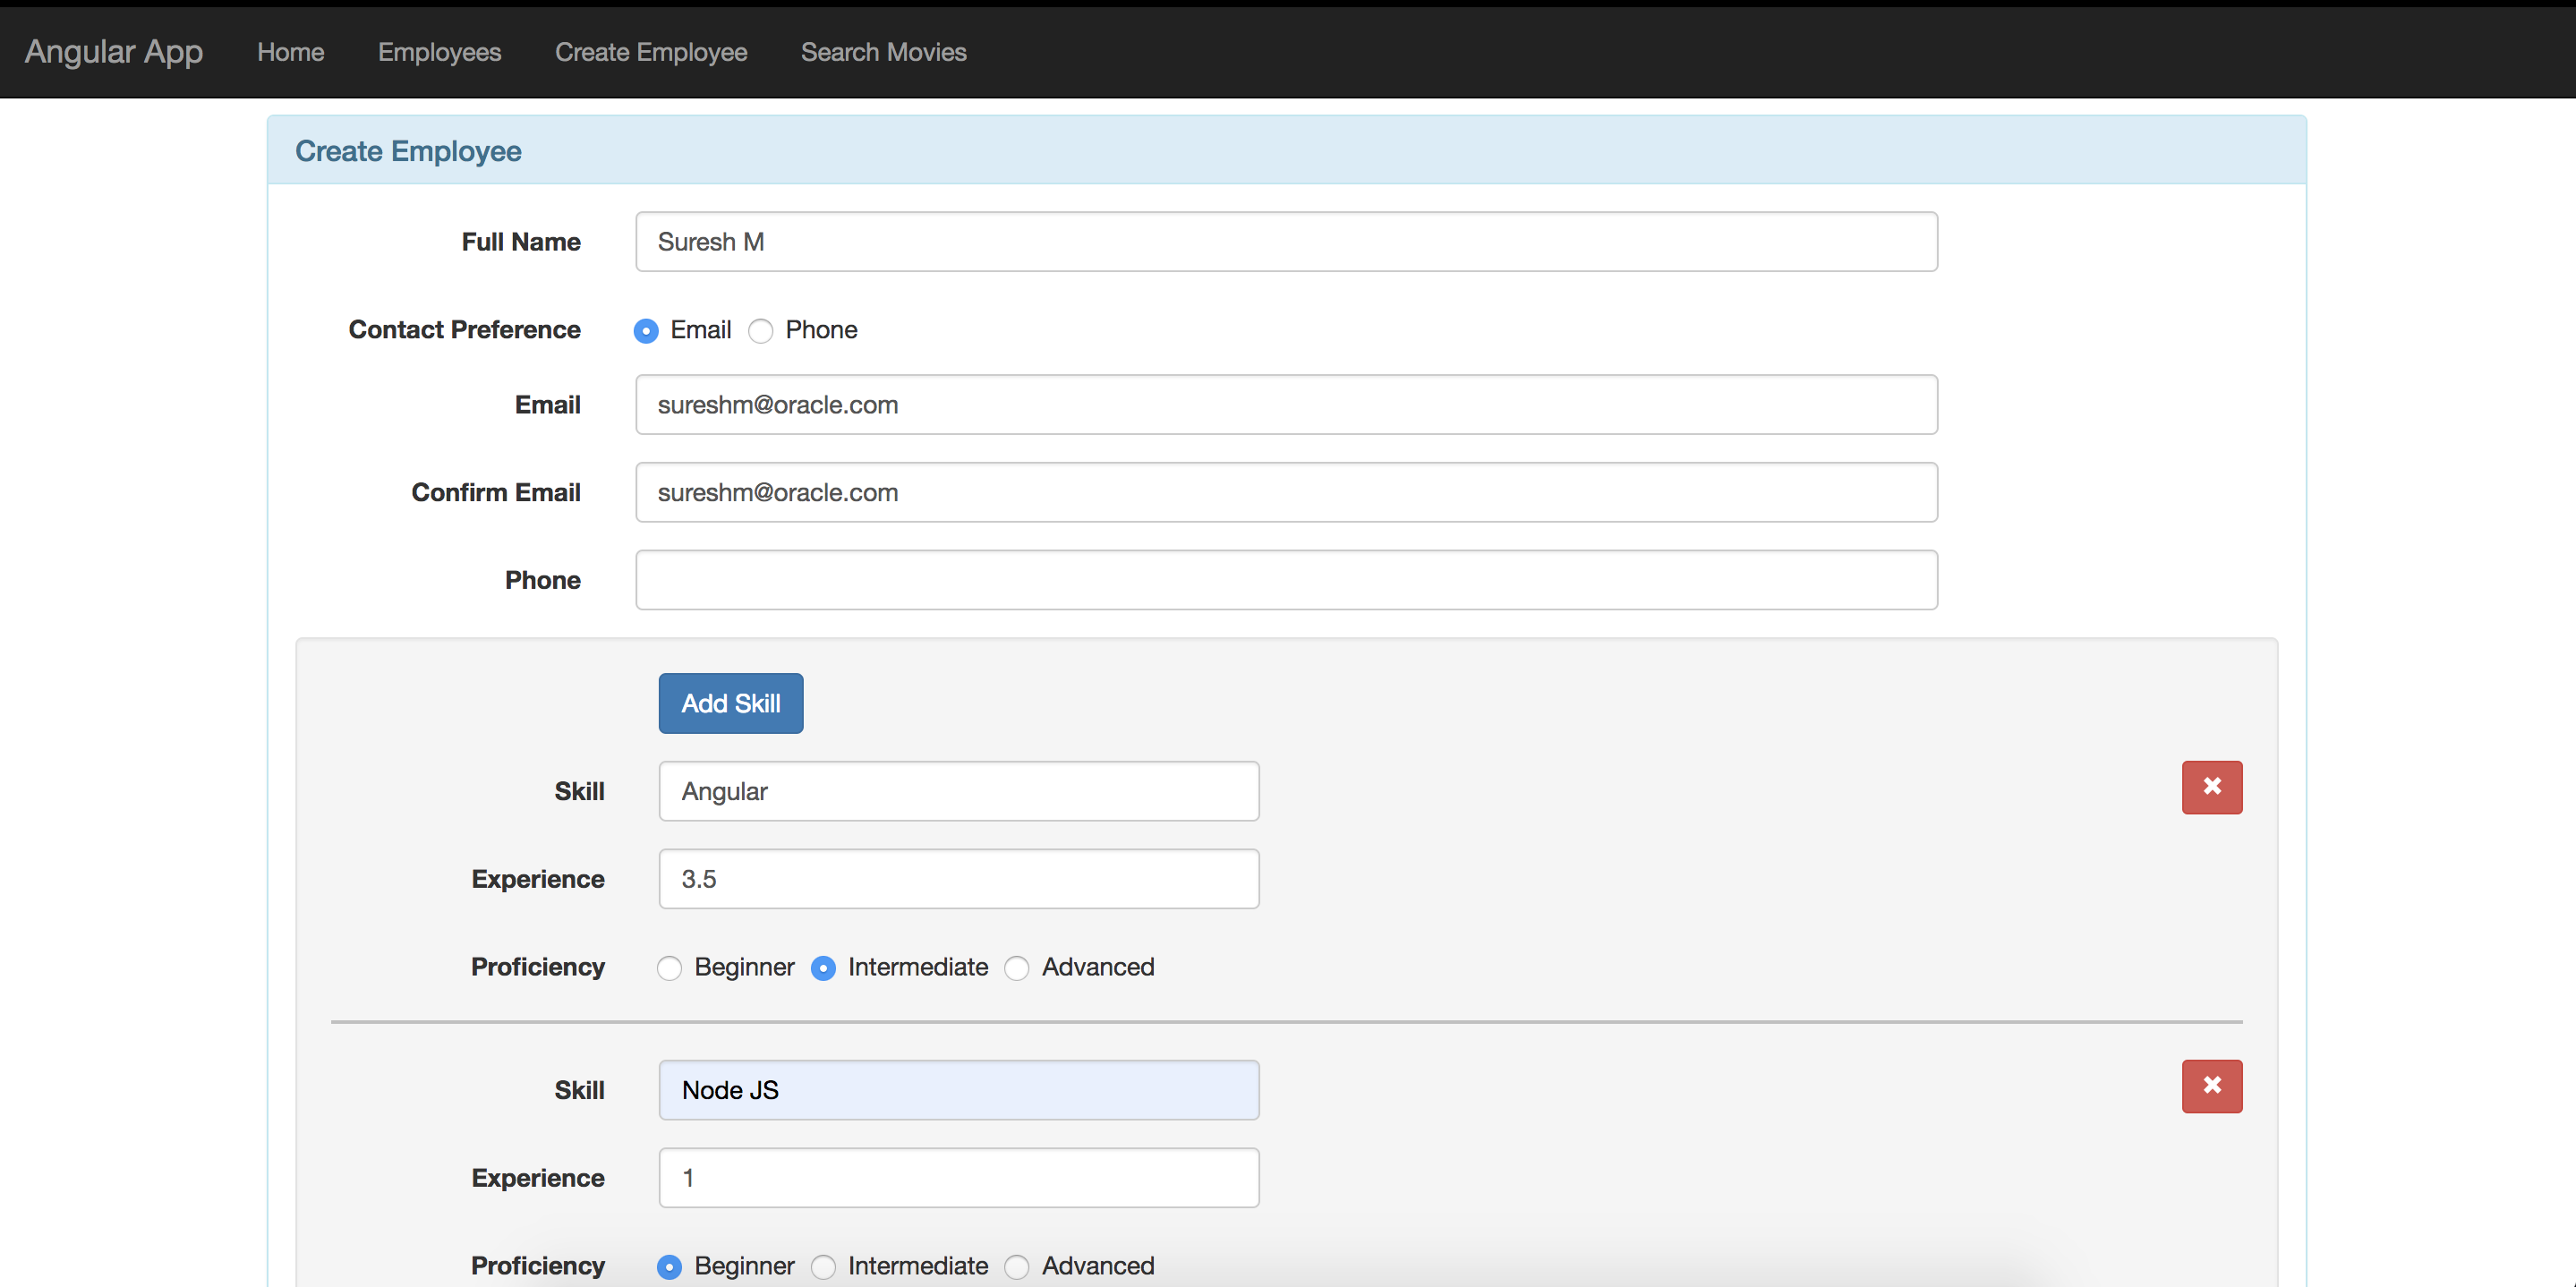 Angular App Home Employees Create Employee Search Movies
Create Employee
Full Name Suresh M
Contact Preference Email Phone
Email sureshm@oracle.com
Confirm Email sureshm@oracle.com
Phone
Add Skill
Skill Angular
Experience 3.5
Proficiency Beginner Intermediate Advanced
Skill Node JS
Experience 1
Proficiency Beginner Intermediate Advanced